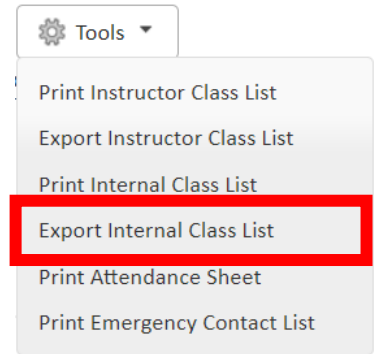 Tools
Print Instructor Class List
Export Instructor Class List
Print Internal Class List
Export Internal Class List
Print Attendance Sheet
Print Emergency Contact List